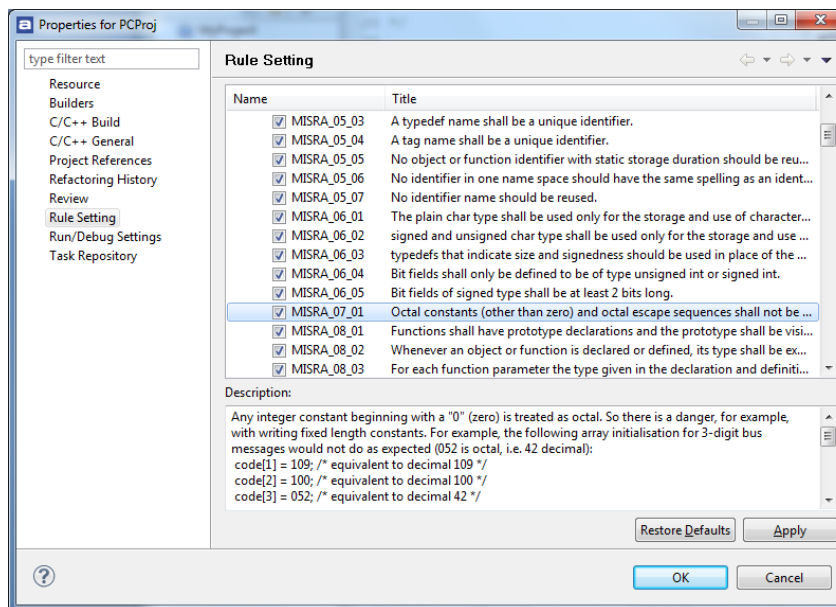 a Properties for PCProj
type filter text
Rule Setting
Resource
Builders
C/C++ Build
C/C++ General
Project References
Refactoring History
Review
Rule Setting
Run/Debug Settings
Task Repository
Name Title
MISRA_05_03 A typedef name shall be a unique identifier.
MISRA_05_04 A tag name shall be a unique identifier.
MISRA_05_05 No object or function identifier with static storage duration should be reu...
MISRA_05_06 No identifier in one name space should have the same spelling as an ident...
MISRA_05_07 No identifier name should be reused.
MISRA_06_01 The plain char type shall be used only for the storage and use of character...
MISRA_06_02 signed and unsigned char type shall be used only for the storage and use ...
MISRA_06_03 typedefs that indicate size and signedness should be used in place of the ...
MISRA_06_04 Bit fields shall only be defined to be of type unsigned int or signed int.
MISRA_06_05 Bit fields of signed type shall be at least 2 bits long.
MISRA_07_01 Octal constants (other than zero) and octal escape sequences shall not be ...
MISRA_08_01 Functions shall have prototype declarations and the prototype shall be visi...
MISRA_08_02 Whenever an object or function is declared or defined, its type shall be ex...
MISRA_08_03 For each function parameter the type given in the declaration and definiti...
Description:
Any integer constant beginning with a "0" (zero) is treated as octal. So there is a danger, for example,
with writing fixed length constants. For example, the following array initialisation for 3-digit bus
messages would not do as expected (052 is octal, i.e. 42 decimal):
code[1] = 109; /* equivalent to decimal 109 */
code[2] = 100; /* equivalent to decimal 100 */
code[3] = 052; /* equivalent to decimal 42 */
Restore Defaults Apply
? OK Cancel